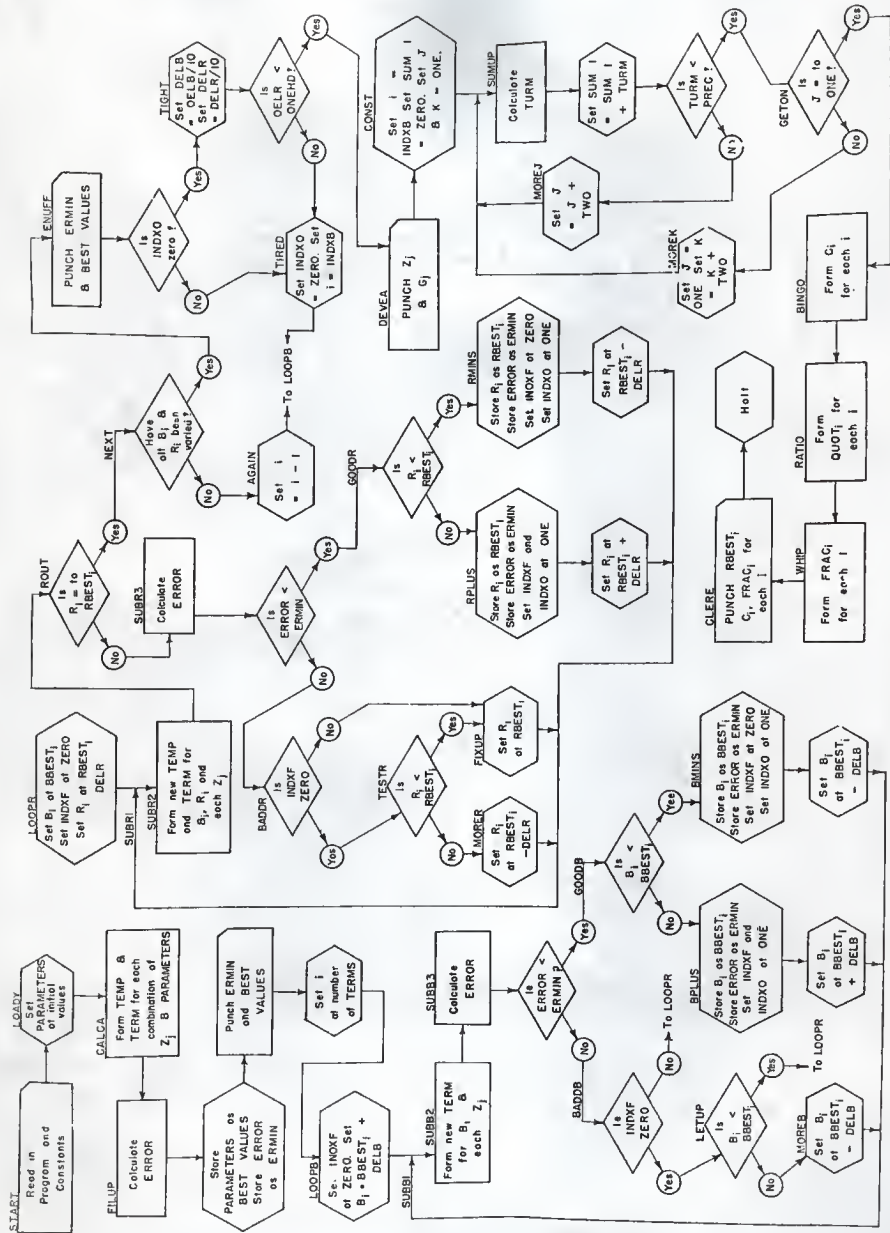 START
Read in
Program and
Constants
LOADY
Set
PARAMETERS
at initial
values
CALCA
Form TEMP &
TERM for each
combination of
Zj B PARAMETERS
FILUP
Calculate
ERROR
Store
PARAMETERS as
BEST VALUES
Store ERROR
as ERMIN
Punch ERMIN
and BEST
VALUES
Set i
at number
of TERMS
LOOPB
Set INDXF
at ZERO. Set
Bi = BBESTi +
DELB
SUBB1
SUBB2
Form new TERM
for Bi &
each Zj
SUBB3
Calculate
ERROR
Is
ERROR <
ERMIN ?
No
Yes
BADDB
Is
INDXF
ZERO
No
To LOOPR
Yes
LETUP
Is
Bi <
BBESTi
Yes
To LOOPR
No
MOREB
Set Bi
at BBESTi
- DELB
GOODB
Is
Bi <
BBESTi
No
Yes
BPLUS
Store Bi as BBESTi
Store ERROR as ERMIN
Set INDXF and
INDXO at ONE
Set Bi
at BBESTi
+ DELB
BMINS
Store Bi as BBESTi
Store ERROR as ERMIN
Set INDXF at ZERO
Set INDXO at ONE
Set Bi
at BBESTi
- DELB
LOOPR
Set Bi at BBESTi
Set INDXF at ZERO
Set Ri at RBESTi
DELR
SUBR1
SUBR2
Form new TEMP
and TERM for
Bi, Ri and
each Zj
ROUT
Is
Ri = to
RBESTi
Yes
No
SUBR3
Calculate
ERROR
Is
ERROR <
ERMIN
No
Yes
BADDR
Is
INDXF
ZERO
No
Yes
TESTR
Is
Ri <
RBESTi
Yes
No
FIXUP
Set Ri
at RBESTi
MORER
Set Ri
at RBESTi
-DELR
GOODR
Is
Ri <
RBESTi
No
Yes
RPLUS
Store Ri as RBESTi
Store ERROR as ERMIN
Set INDXF and
INDXO at ONE
Set Ri at
RBESTi +
DELR
RMINS
Store Ri as RBESTi
Store ERROR as ERMIN
Set INOXF at ZERO
Set INDXO at ONE
Set Ri at
RBESTi -
DELR
NEXT
Have
all Bi &
Ri been
varied ?
Yes
No
AGAIN
Set i
= i - 1
To LOOPB
ENUFF
PUNCH ERMIN
& BEST VALUES
Is
INDXO
zero ?
Yes
No
TIRED
Set INDXO
= ZERO. Set
i = INDXB
TIGHT
Set DELB
= OELB/10
Set DELR
= DELR/10
Is
OELR <
ONEHD ?
No
Yes
DEVEA
PUNCH Zj
& Gj
CONST
Set i =
INDXB Set SUM I
= ZERO. Set J
& K = ONE.
SUMUP
Calculate
TURM
Set SUM I
= SUM I
+ TURM
Is
TURM <
PREC ?
Yes
No
MOREJ
Set J
= J +
TWO
GETON
Is
J = to
ONE ?
Yes
No
MOREK
Set J =
ONE Set K
= K +
TWO
BINGO
Form Ci
for each i
RATIO
Form
QUOTi for
each i
WHIP
Form FRACi
for each i
CLERE
PUNCH RBESTi
Ci, FRACi for
each i
Halt